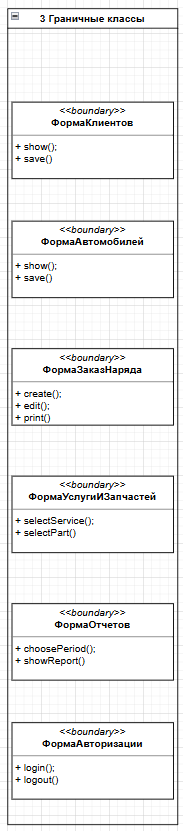 3 Граничные классы
<<boundary>>
ФормаКлиентов
+ show();
+ save()
<<boundary>>
ФормаАвтомобилей
+ show();
+ save()
<<boundary>>
ФормаЗаказНаряда
+ create();
+ edit();
+ print()
<<boundary>>
ФормаУслугиИЗапчастей
+ selectService();
+ selectPart()
<<boundary>>
ФормаОтчетов
+ choosePeriod();
+ showReport()
<<boundary>>
ФормаАвторизации
+ login();
+ logout()